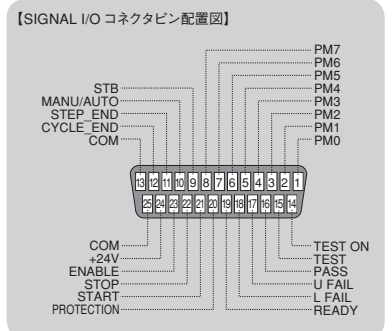 【SIGNAL I/O コネクタピン配置図】
PM7
PM6
PM5
STB
PM4
MANU/AUTO
PM3
STEP_END
PM2
CYCLE_END
PM1
COM
PM0
13 12 11 10 9 8 7 6 5 4 3 2 1
25 24 23 22 21 20 19 18 17 16 15 14
COM
TEST ON
+24V
TEST
ENABLE
PASS
STOP
U FAIL
START
L FAIL
PROTECTION
READY